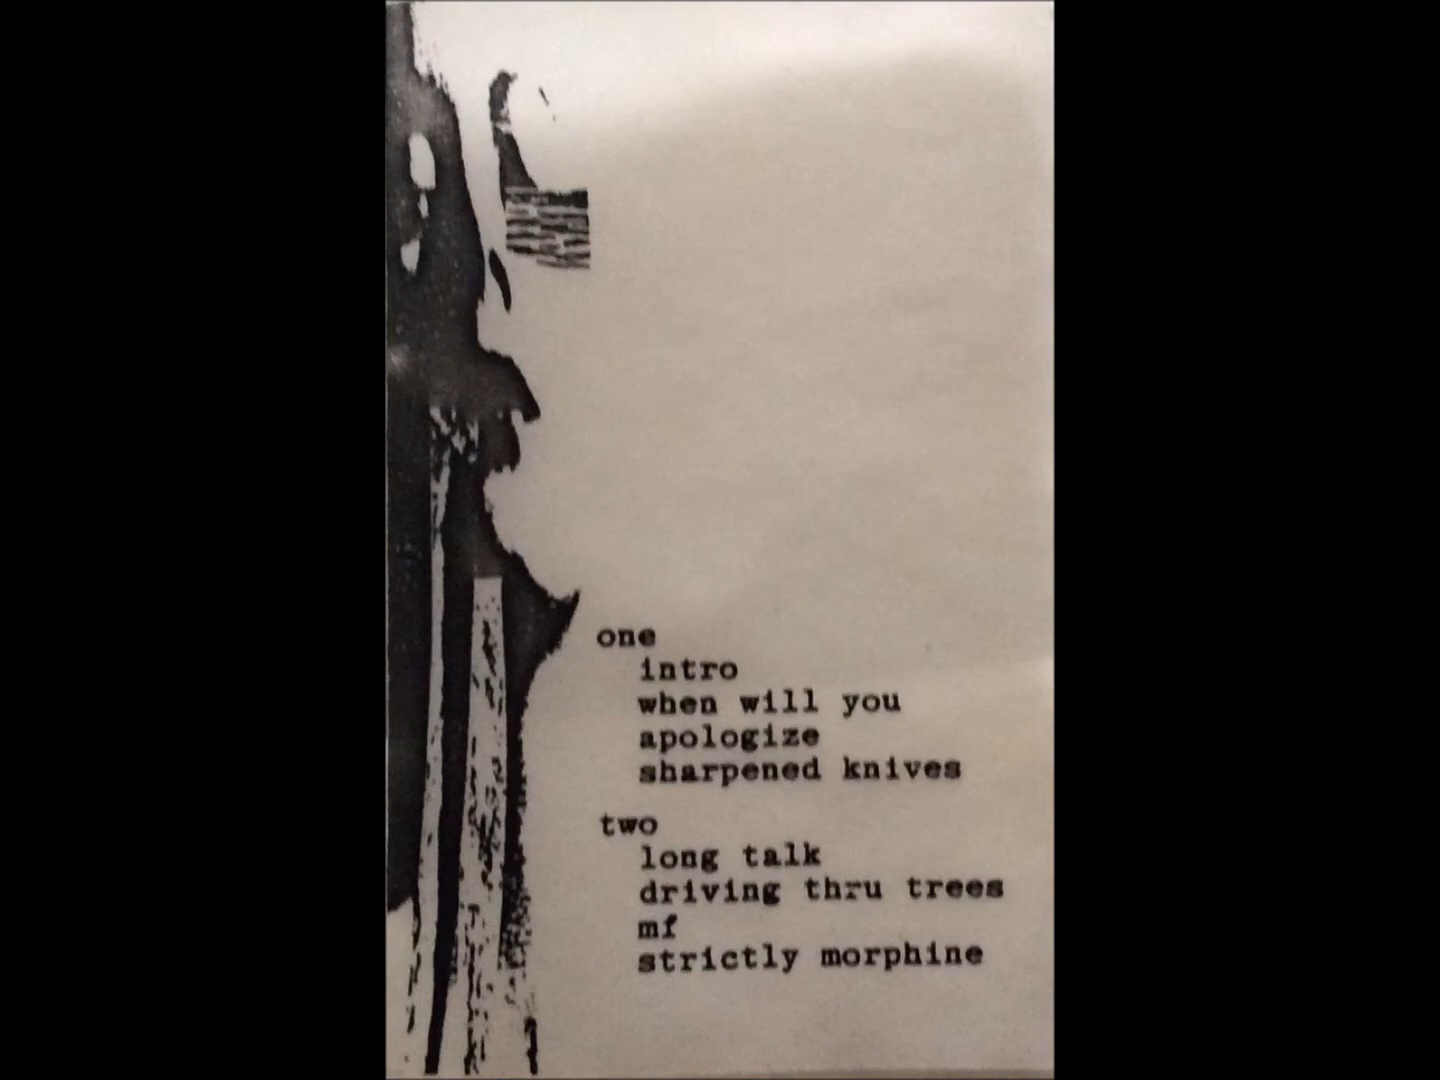 one
intro
when will you
apologize
sharpened knives
two
long talk
driving thru trees
mf
strictly morphine